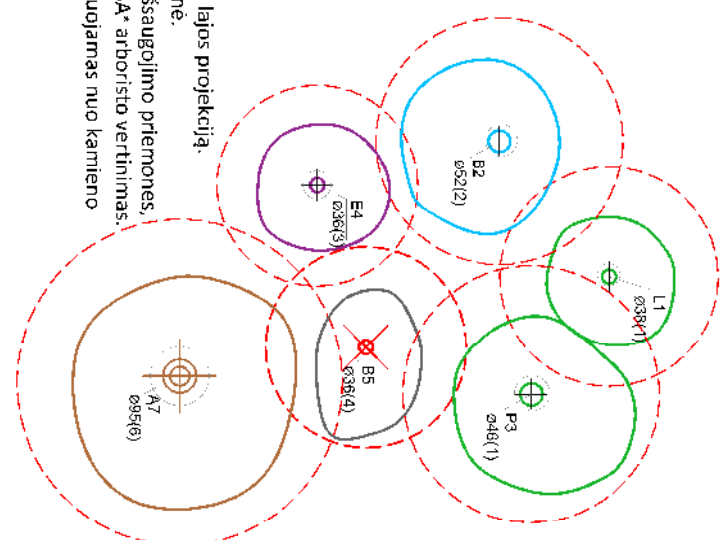 L1
ø38(1)
P3
ø46(1)
B2
ø52(2)
B5
ø36(4)
E4
ø36(3)
A7
ø95(6)
lajos projekciją.
nė.
šsaugojimo priemones,
A* arboristo vertinimas.
uojamas nuo kamieno